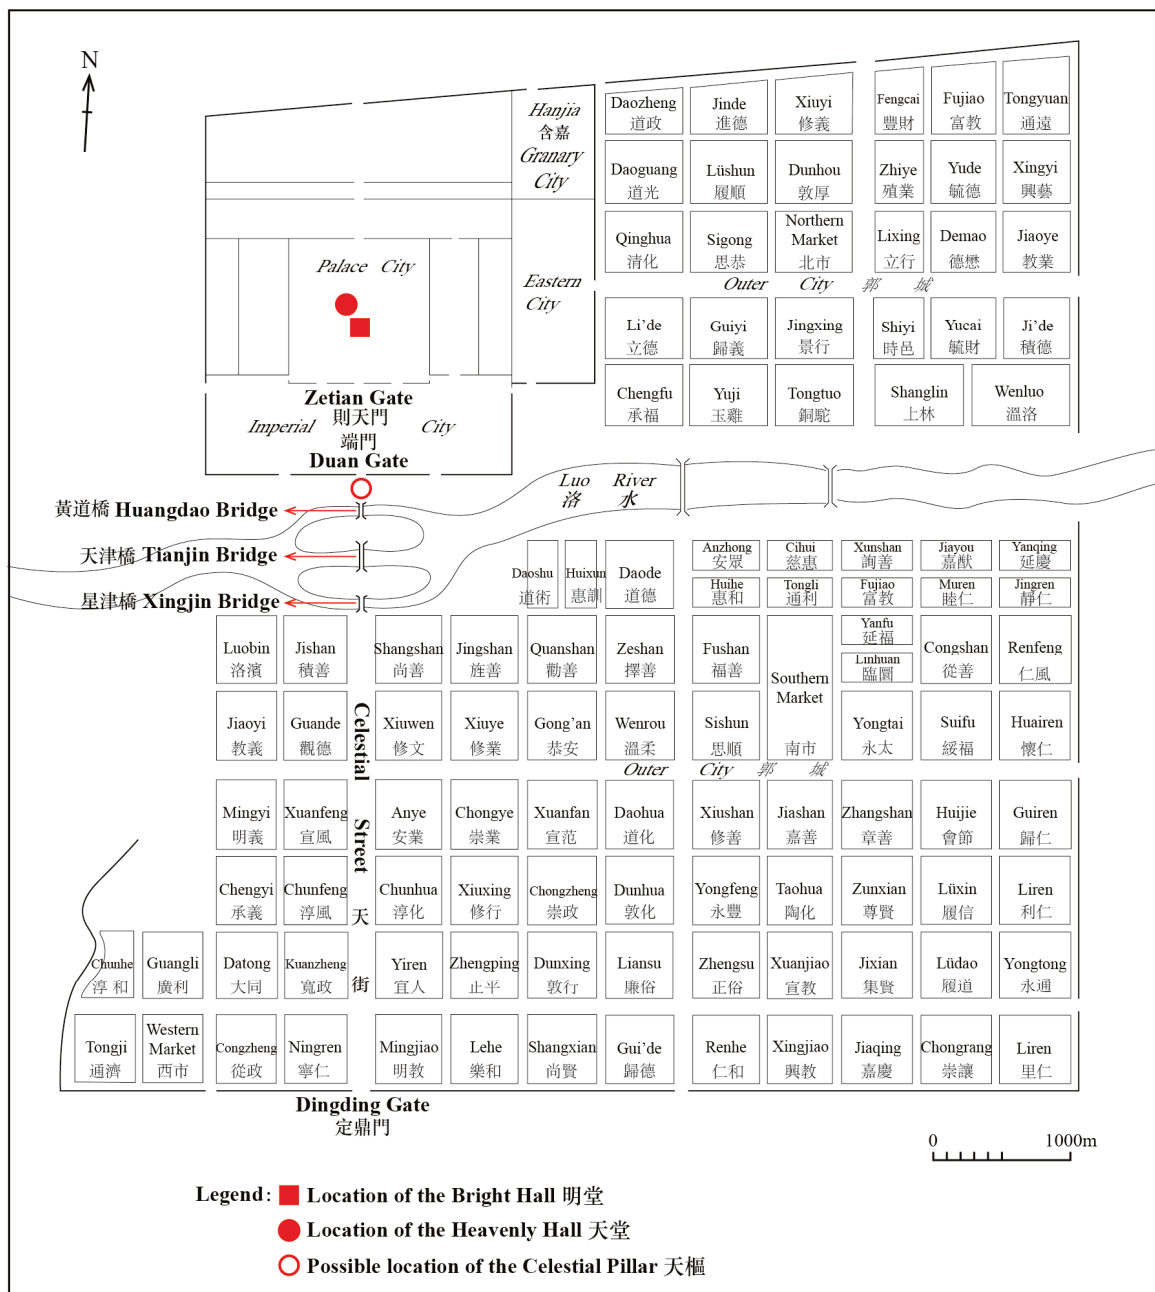 N
Hanjia
含嘉
Granary
City
Palace City
Eastern
City
Zetian Gate
則天門
Imperial City
端門
Duan Gate
Daozheng
道政
Jinde
進德
Xiuyi
修義
Fengcai
豐財
Fujiao
富教
Tongyuan
通遠
Daoguang
道光
Lüshun
履順
Dunhou
敦厚
Zhiye
殖業
Yude
毓德
Xingyi
興藝
Qinghua
清化
Sigong
思恭
Northern
Market
北市
Lixing
立行
Demao
德懋
Jiaoye
教業
Outer City 郭 城
Li’de
立德
Guiyi
歸義
Jingxing
景行
Shiyi
時邑
Yucai
毓財
Ji’de
積德
Chengfu
承福
Yuji
玉雞
Tongtuo
銅駝
Shanglin
上林
Wenluo
溫洛
Luo River
洛 水
黃道橋 Huangdao Bridge
天津橋 Tianjin Bridge
星津橋 Xingjin Bridge
Daoshu
道術
Huixun
惠訓
Daode
道德
Anzhong
安眾
Cihui
慈惠
Xunshan
詢善
Jiayou
嘉猷
Yanqing
延慶
Huihe
惠和
Tongli
通利
Fujiao
富教
Muren
睦仁
Jingren
靜仁
Luobin
洛濱
Jishan
積善
Shangshan
尚善
Jingshan
旌善
Quanshan
勸善
Zeshan
擇善
Fushan
福善
Southern
Market
南市
Yanfu
延福
Linhuan
臨圜
Congshan
從善
Renfeng
仁風
Jiaoyi
教義
Guande
觀德
Xiuwen
修文
Xiuye
修業
Gong’an
恭安
Wenrou
溫柔
Sishun
思順
Yongtai
永太
Suifu
綏福
Huairen
懷仁
Outer City 郭 城
Celestial Street 天街
Mingyi
明義
Xuanfeng
宣風
Anye
安業
Chongye
崇業
Xuanfan
宣范
Daohua
道化
Xiushan
修善
Jiashan
嘉善
Zhangshan
章善
Huijie
會節
Guiren
歸仁
Chengyi
承義
Chunfeng
淳風
Chunhua
淳化
Xiuxing
修行
Chongzheng
崇政
Dunhua
敦化
Yongfeng
永豐
Taohua
陶化
Zunxian
尊賢
Lüxin
履信
Liren
利仁
Chunhe
淳和
Guangli
廣利
Datong
大同
Kuanzheng
寬政
Yiren
宜人
Zhengping
正平
Dunxing
敦行
Liansu
廉俗
Zhengsu
正俗
Xuanjiao
宣教
Jixian
集賢
Lüdao
履道
Yongtong
永通
Tongji
通濟
Western
Market
西市
Congzheng
從政
Ningren
寧仁
Mingjiao
明教
Lehe
樂和
Shangxian
尚賢
Gui’de
歸德
Renhe
仁和
Xingjiao
興教
Jiaqing
嘉慶
Chongrang
崇讓
Liren
里仁
Dingding Gate
定鼎門
0 1000m
Legend: Location of the Bright Hall 明堂
Location of the Heavenly Hall 天堂
Possible location of the Celestial Pillar 天樞